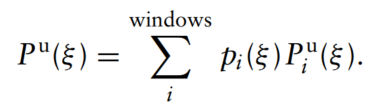 windows
P^u(ξ) = ∑ p_i(ξ)P_i^u(ξ).
i